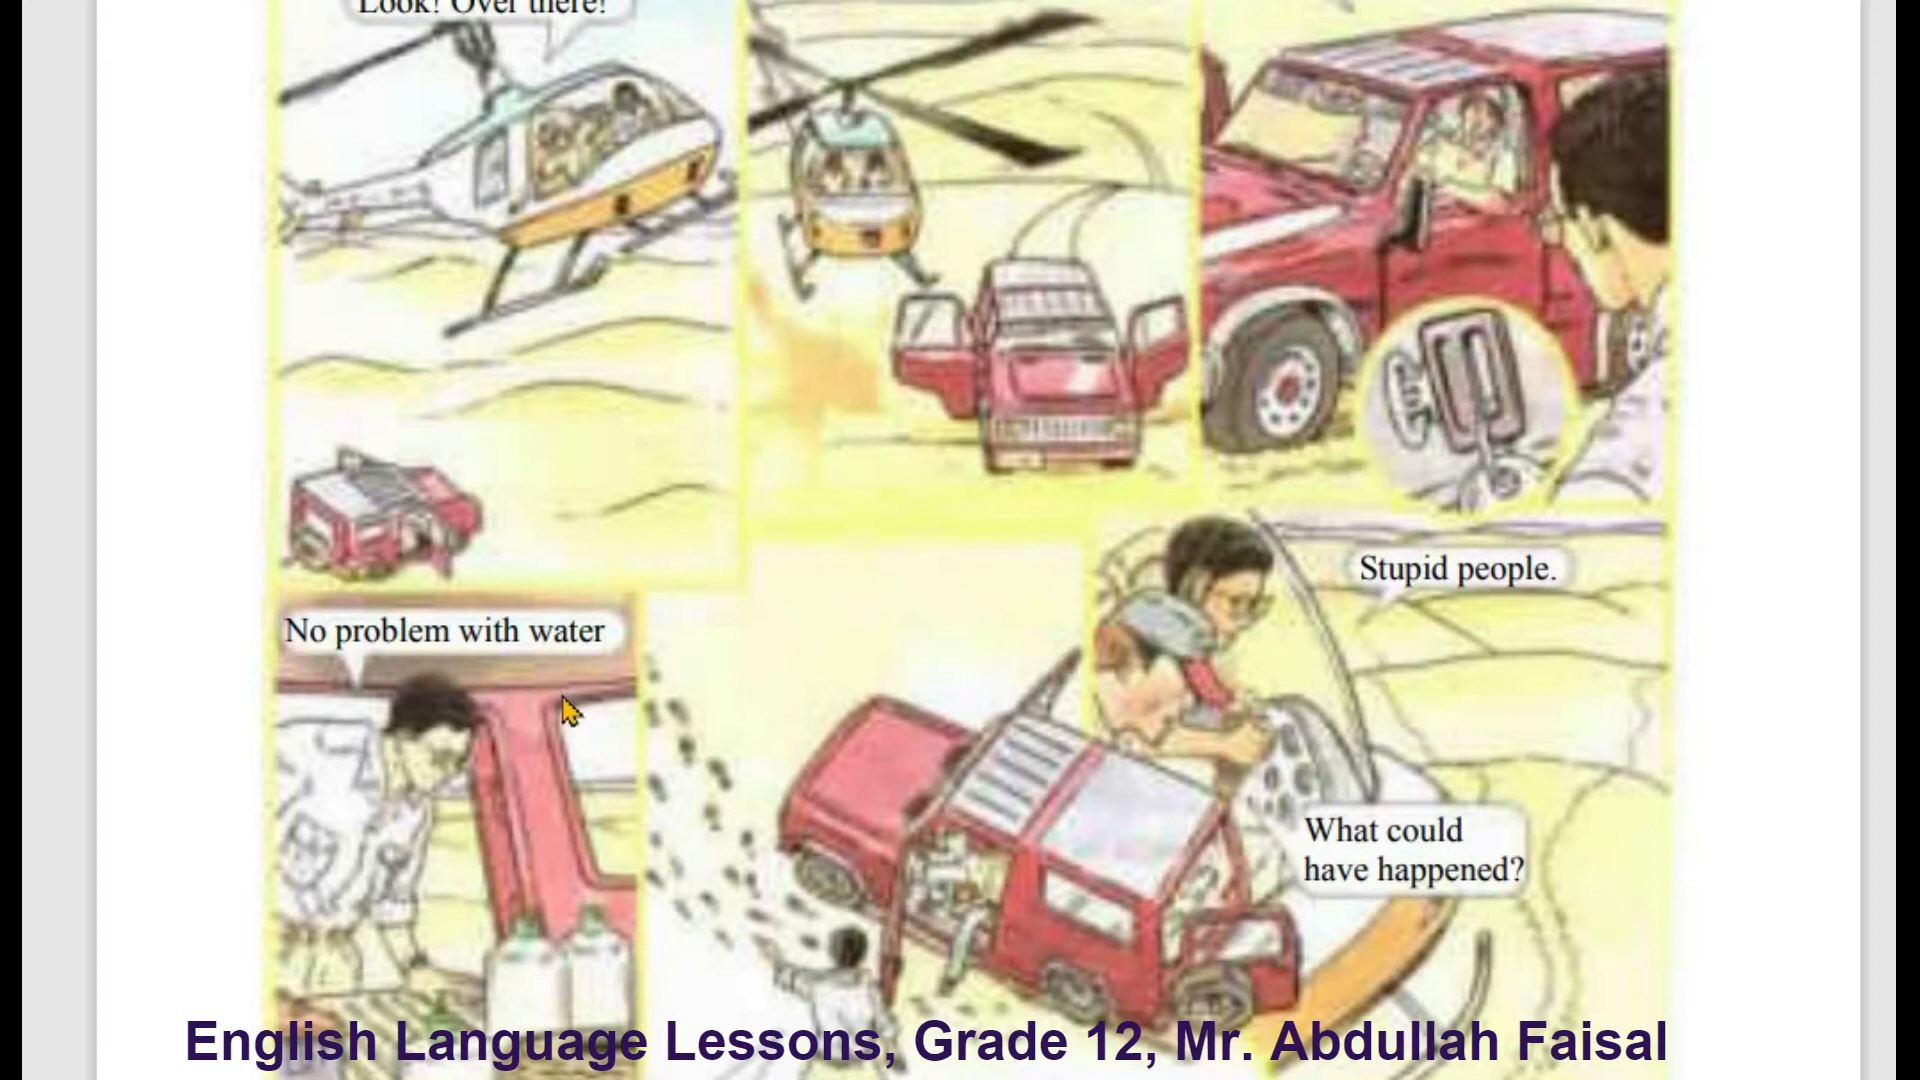 Look! Over there!
No problem with water
Stupid people.
What could
have happened?
English Language Lessons, Grade 12, Mr. Abdullah Faisal